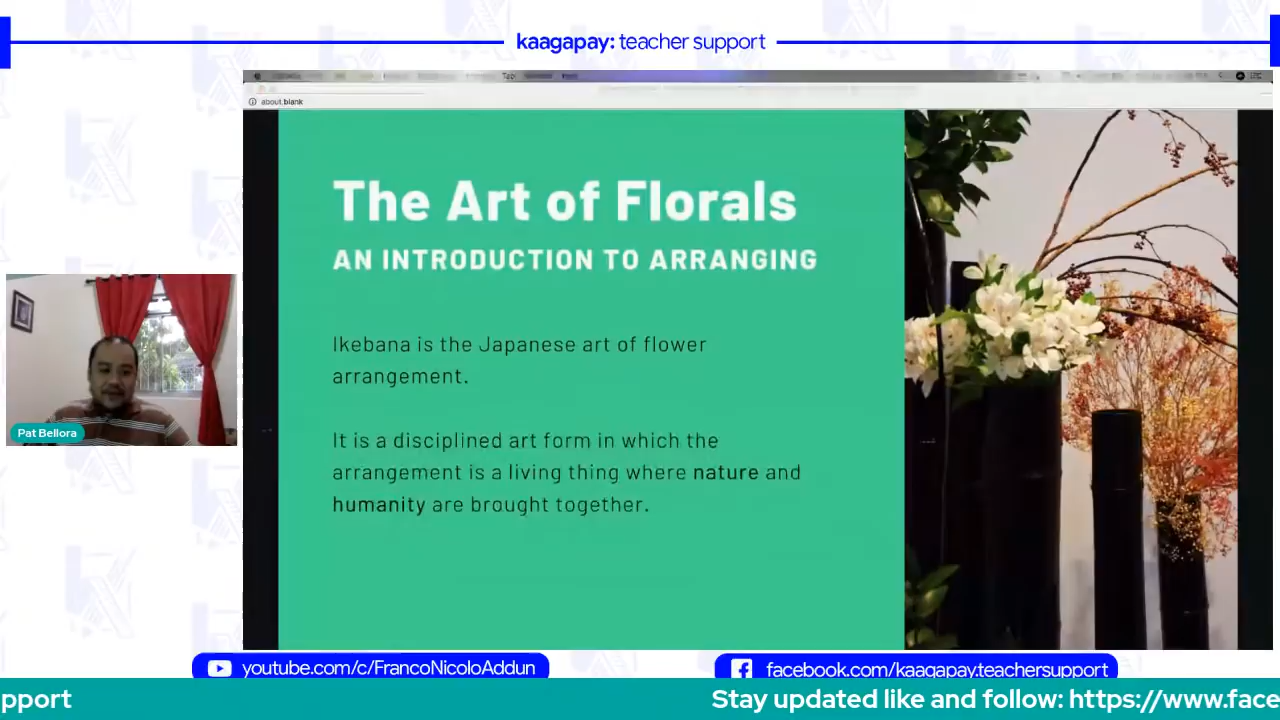 kaagapay: teacher support
Tab
about:blank
The Art of Florals
AN INTRODUCTION TO ARRANGING
Ikebana is the Japanese art of flower
arrangement.
It is a disciplined art form in which the
arrangement is a living thing where nature and
humanity are brought together.
Pat Bellora
youtube.com/c/FrancoNicoloAddun
facebook.com/kaagapay.teachersupport
pport
Stay updated like and follow: https://www.face